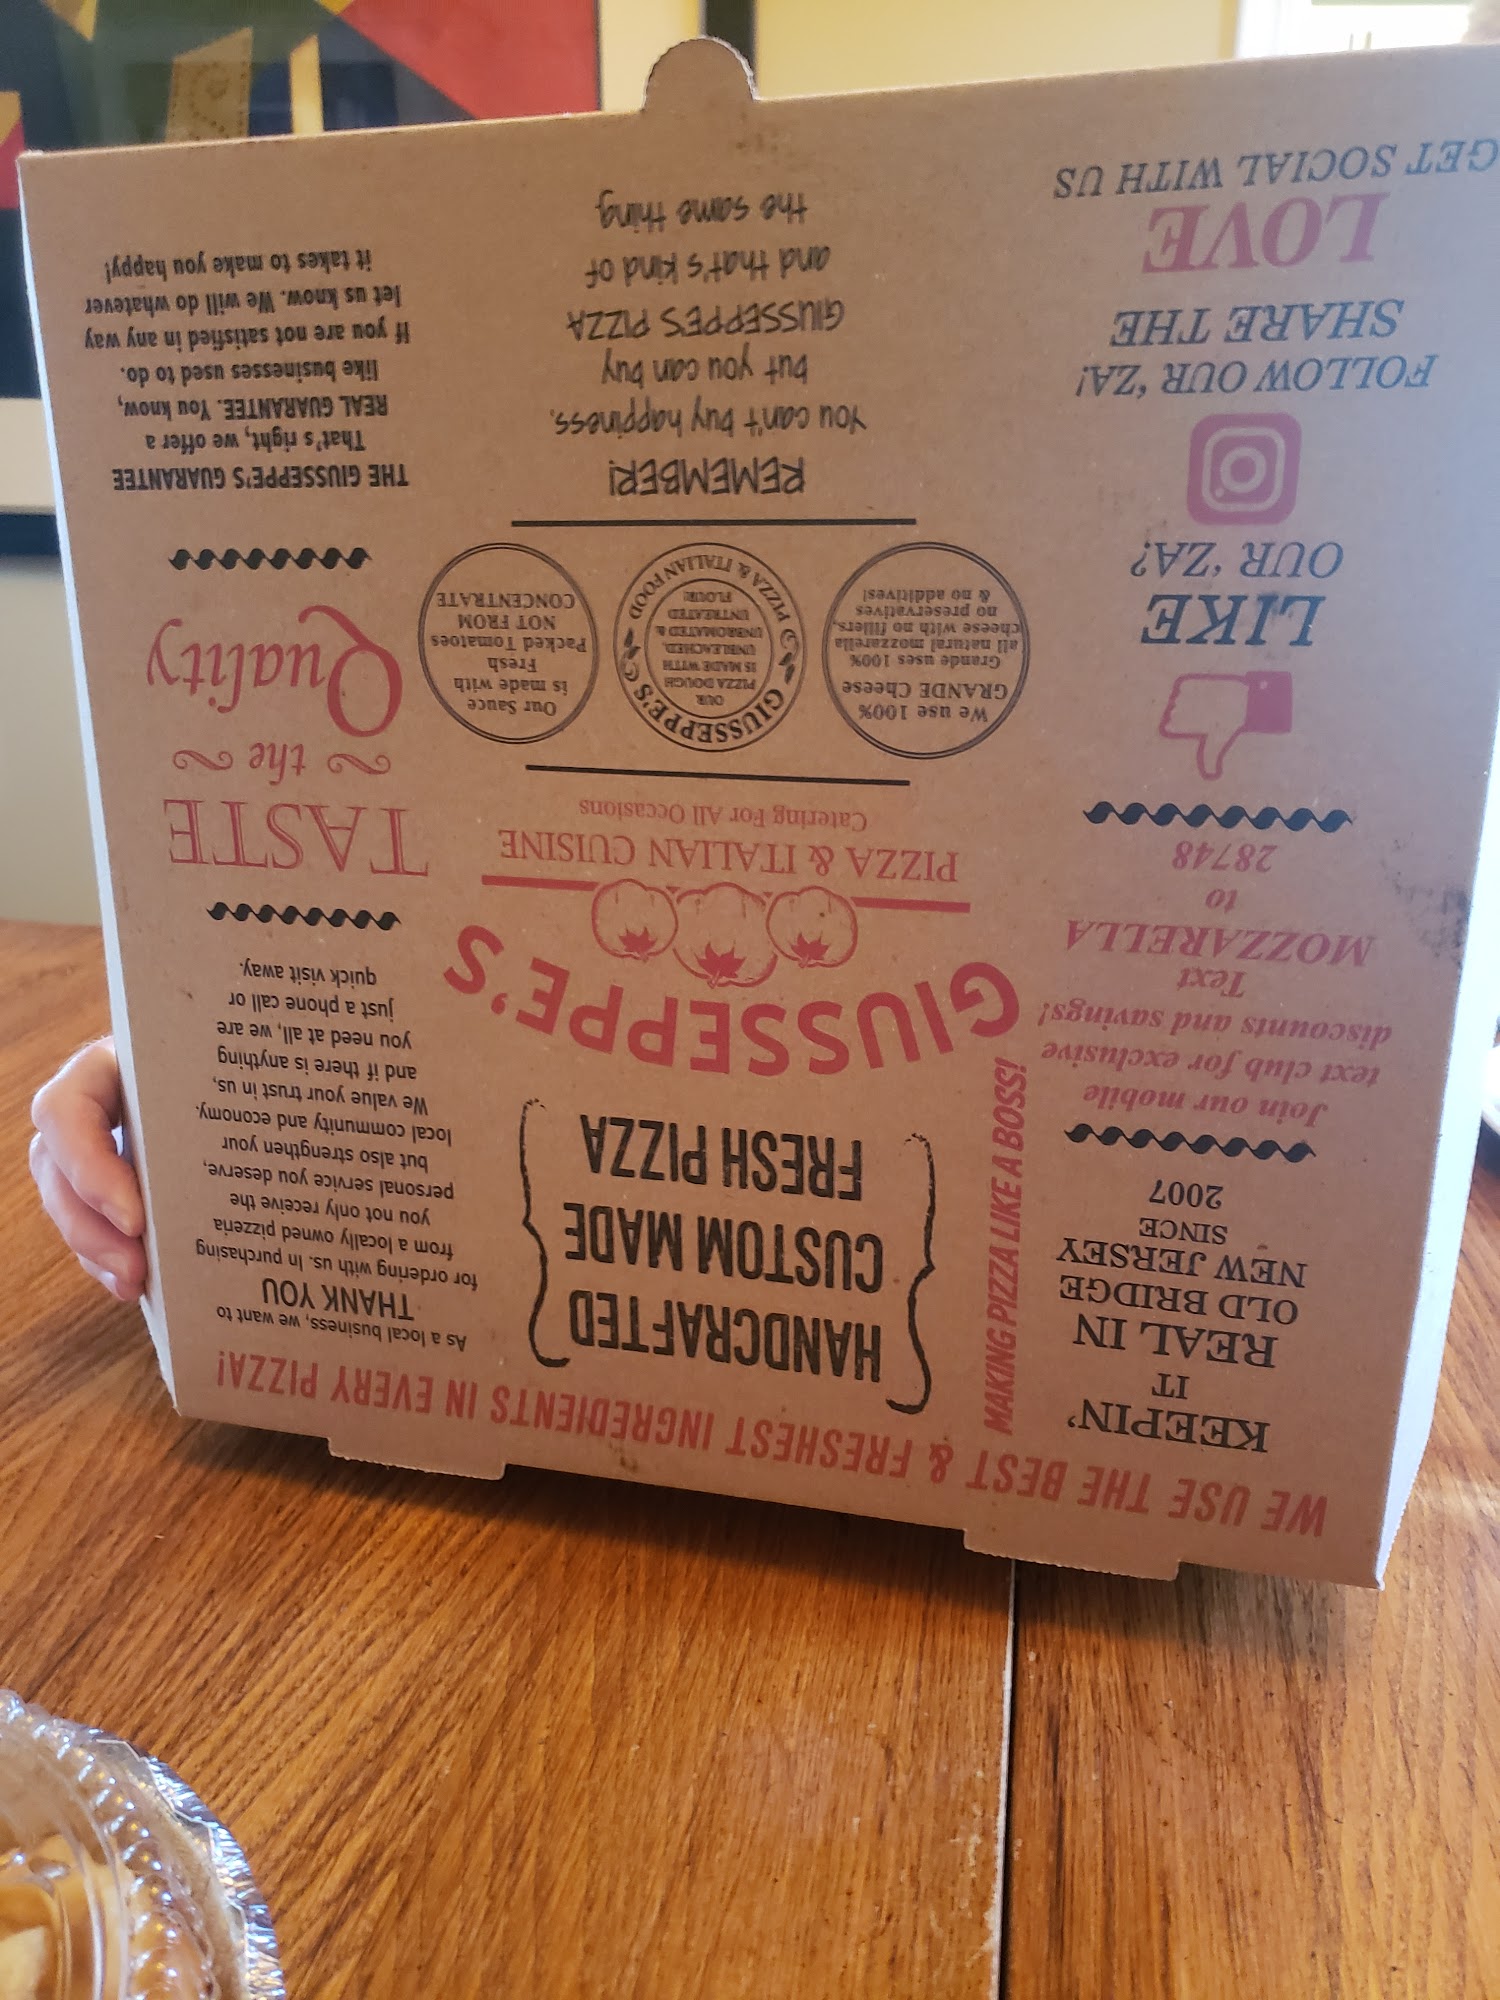 WE USE THE BEST & FRESHEST INGREDIENTS IN EVERY PIZZA!
KEEPIN'
IT
REAL IN
OLD BRIDGE
NEW JERSEY
SINCE
2007
Join our mobile
text club for exclusive
discounts and savings!
Text
MOZZARELLA
to
28748
LIKE
OUR 'ZA?
FOLLOW OUR 'ZA!
SHARE THE
LOVE
GET SOCIAL WITH US
MAKING PIZZA LIKE A BOSS!
HANDCRAFTED
CUSTOM MADE
FRESH PIZZA
GIUSSEPPE'S
PIZZA & ITALIAN CUISINE
Catering For All Occasions
We use 100%
GRANDE Cheese
Grande uses 100%
all natural mozzarella
cheese with no fillers,
no preservatives
& no additives!
GIUSSEPPE'S
PIZZA & ITALIAN FOOD
OUR
PIZZA DOUGH
IS MADE WITH
UNBLEACHED,
UNBROMATED &
UNTREATED
FLOUR!
Our Sauce
is made with
Fresh
Packed Tomatoes
NOT FROM
CONCENTRATE
REMEMBER!
You can't buy happiness,
but you can buy
GIUSSEPPE'S PIZZA
and that's kind of
the same thing
As a local business, we want to
THANK YOU
for ordering with us. In purchasing
from a locally owned pizzeria
you not only receive the
personal service you deserve,
but also strengthen your
local community and economy.
We value your trust in us,
and if there is anything
you need at all, we are
just a phone call or
quick visit away.
TASTE
the
Quality
THE GIUSSEPPE'S GUARANTEE
That's right, we offer a
REAL GUARANTEE. You know,
like businesses used to do.
If you are not satisfied in any way
let us know. We will do whatever
it takes to make you happy!